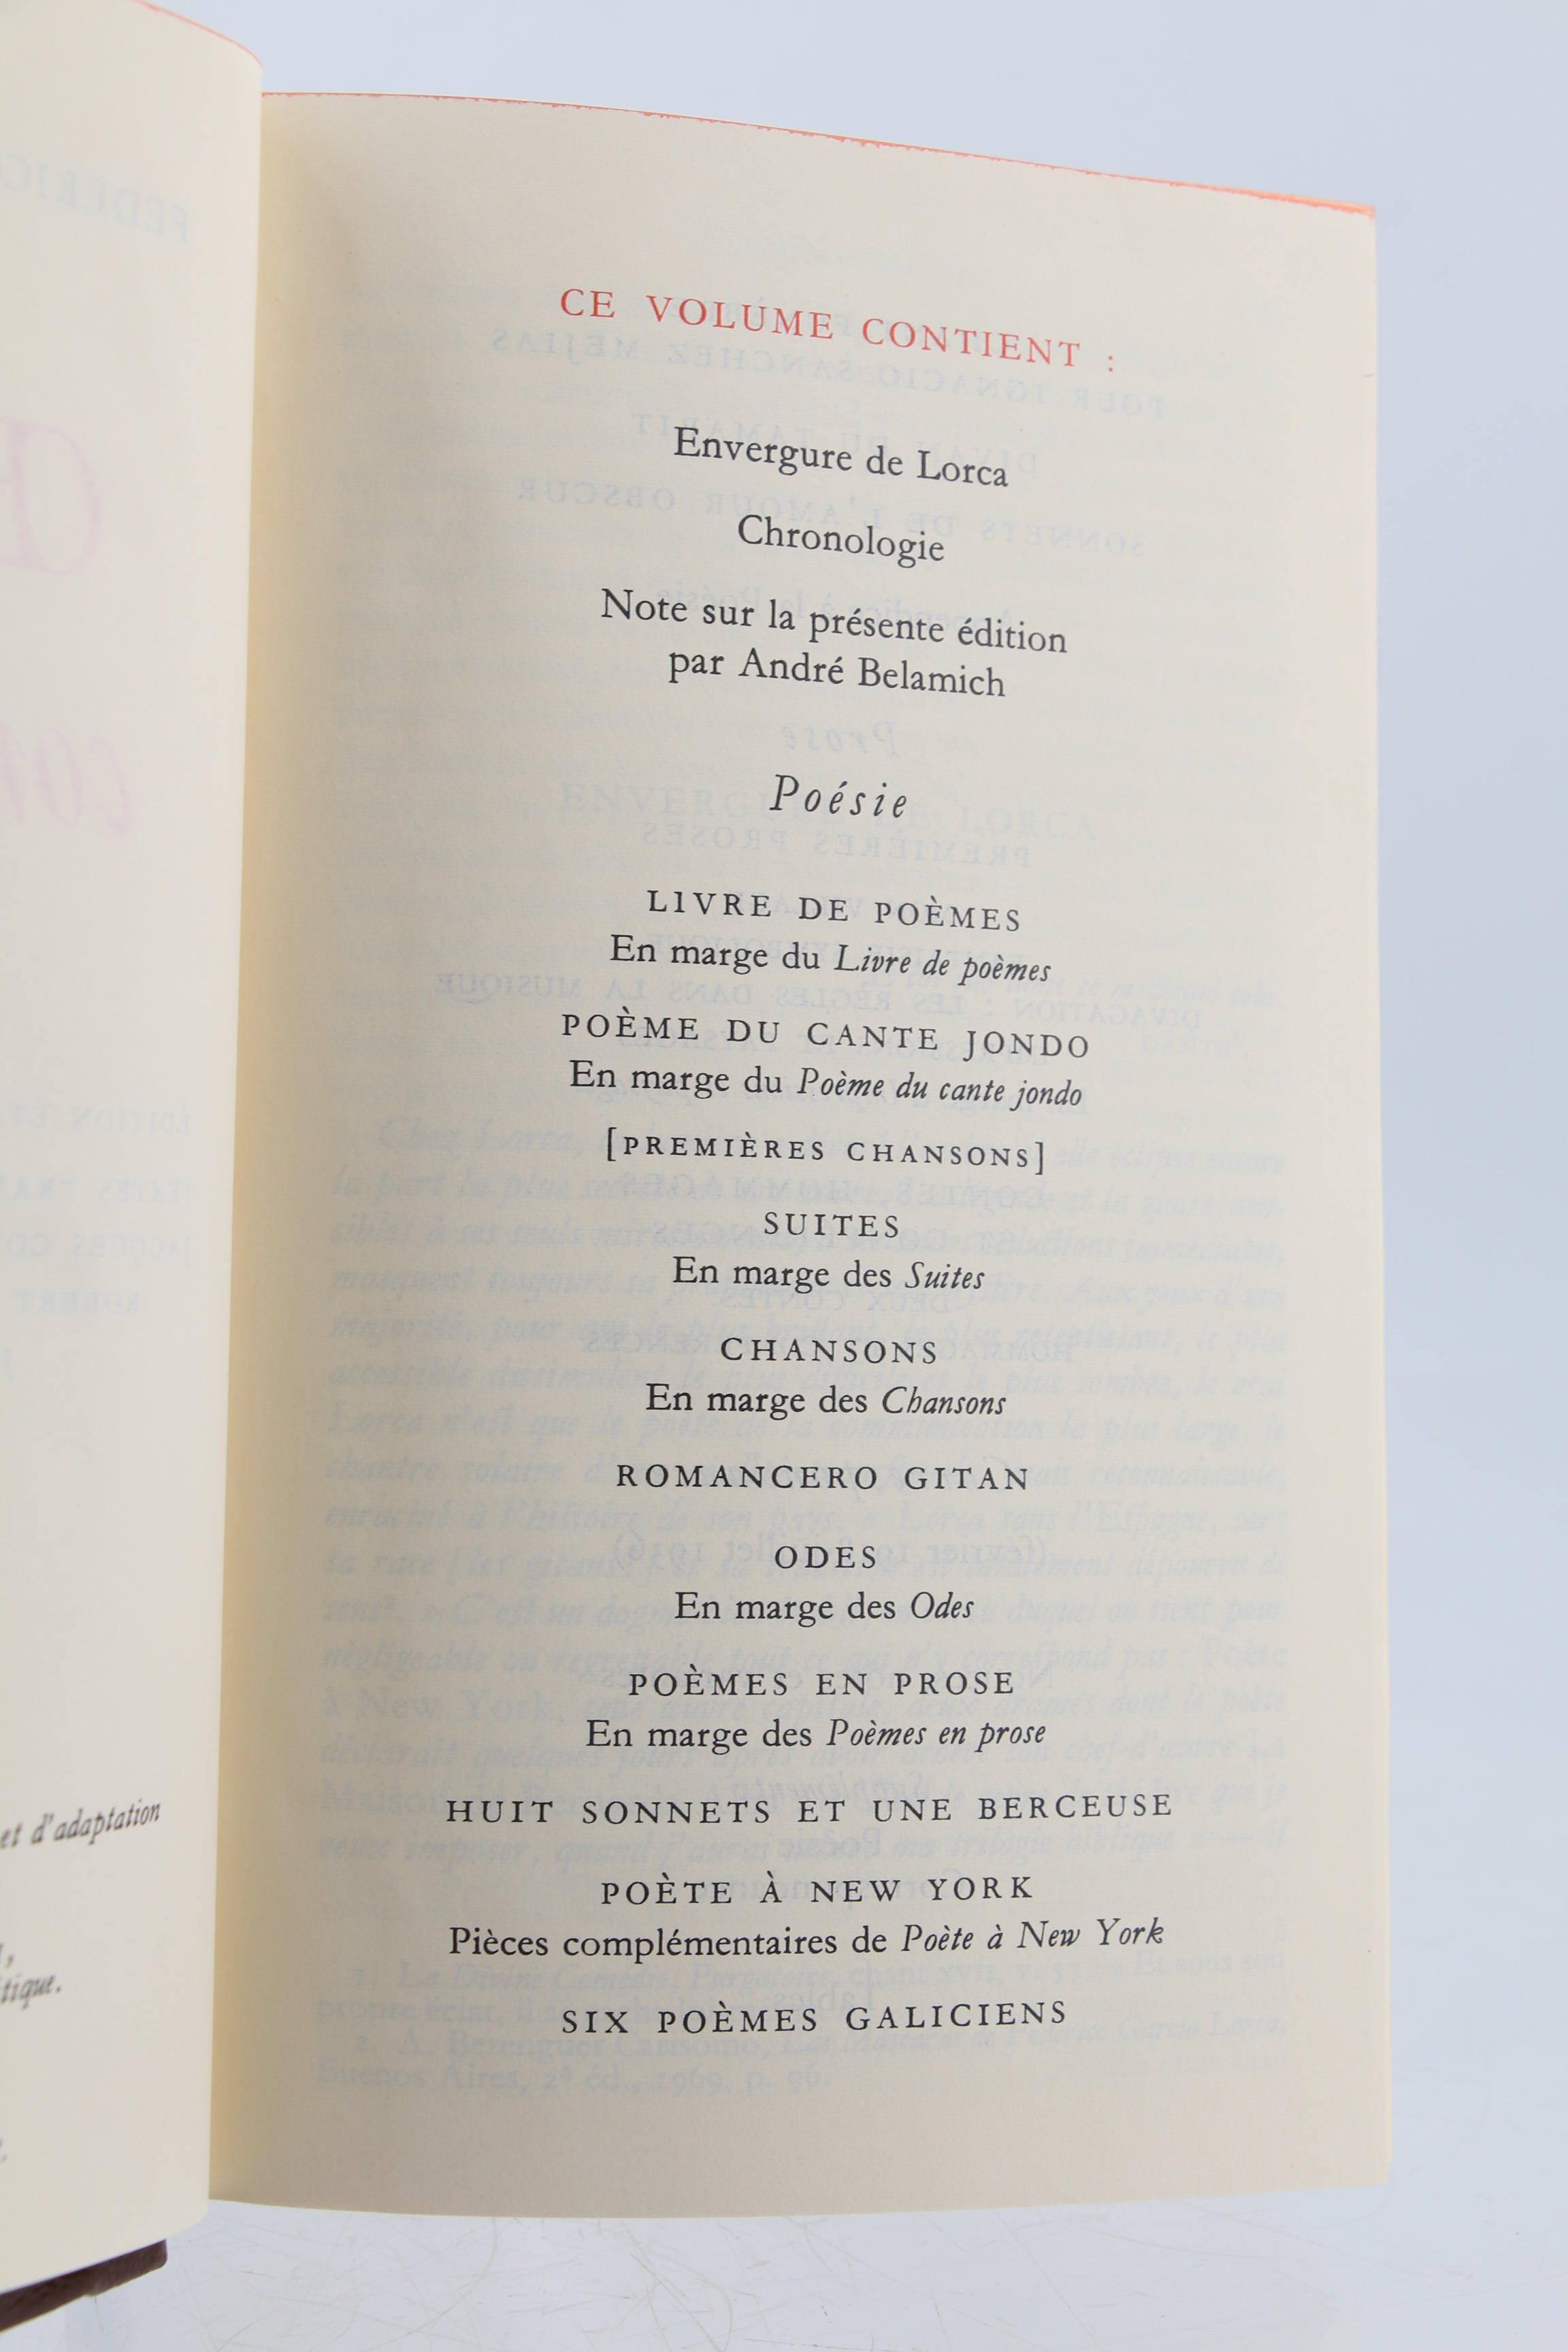 CE VOLUME CONTIENT :
Envergure de Lorca
Chronologie
Note sur la présente édition
par André Belamich
Poésie
LIVRE DE POÈMES
En marge du Livre de poèmes
POÈME DU CANTE JONDO
En marge du Poème du cante jondo
[PREMIÈRES CHANSONS]
SUITES
En marge des Suites
CHANSONS
En marge des Chansons
ROMANCERO GITAN
ODES
En marge des Odes
POÈMES EN PROSE
En marge des Poèmes en prose
HUIT SONNETS ET UNE BERCEUSE
POÈTE À NEW YORK
Pièces complémentaires de Poète à New York
SIX POÈMES GALICIENS
et d'adaptation